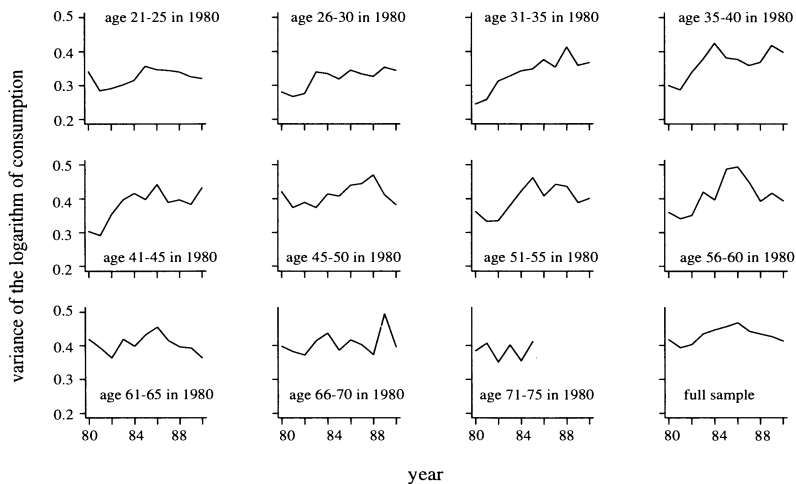 age 21-25 in 1980
age 26-30 in 1980
age 31-35 in 1980
age 35-40 in 1980
0.5
0.4
0.3
0.2
age 41-45 in 1980
age 45-50 in 1980
age 51-55 in 1980
age 56-60 in 1980
0.5
0.4
0.3
0.2
age 61-65 in 1980
age 66-70 in 1980
age 71-75 in 1980
full sample
0.5
0.4
0.3
0.2
80 84 88
80 84 88
80 84 88
80 84 88
variance of the logarithm of consumption
year